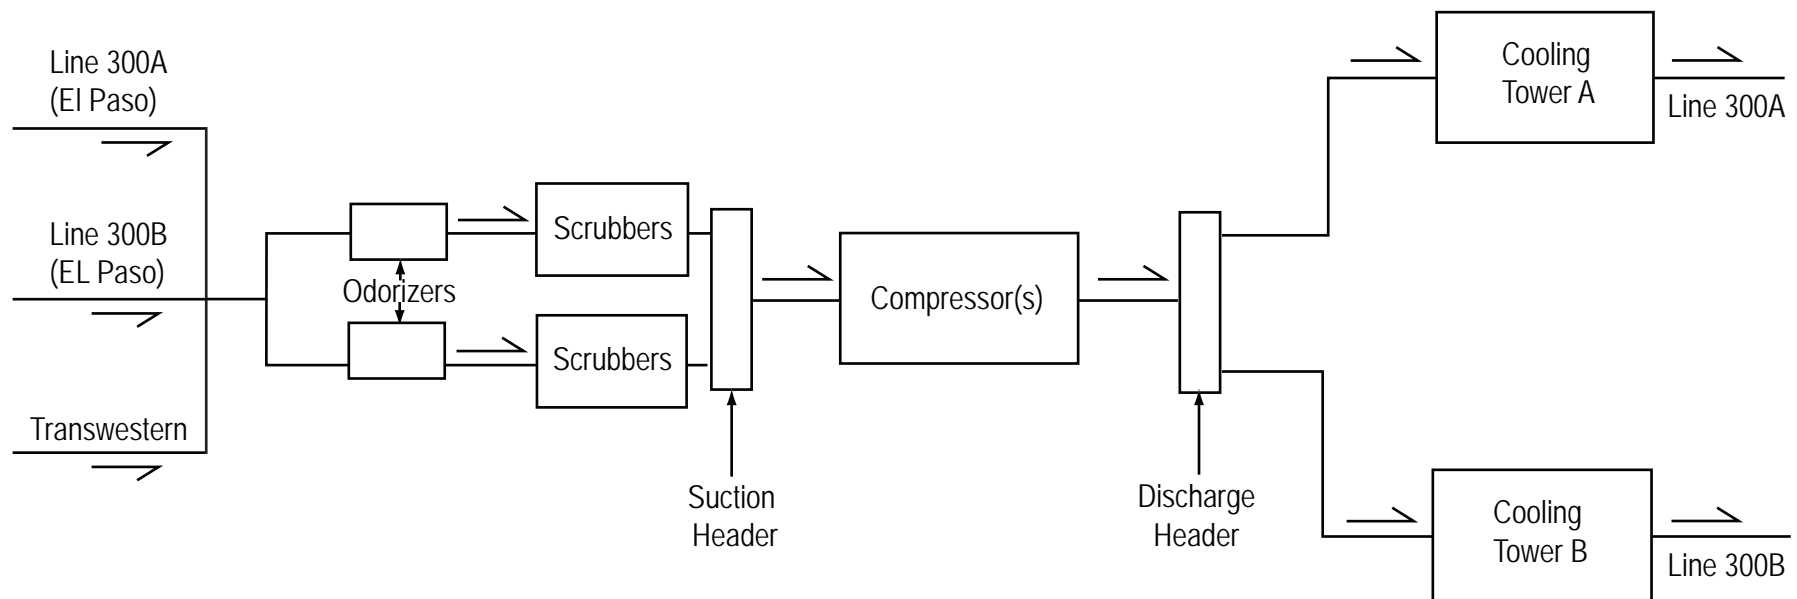 Line 300A
(El Paso)
Line 300B
(EL Paso)
Transwestern
Odorizers
Scrubbers
Scrubbers
Suction
Header
Compressor(s)
Discharge
Header
Cooling
Tower A
Line 300A
Cooling
Tower B
Line 300B